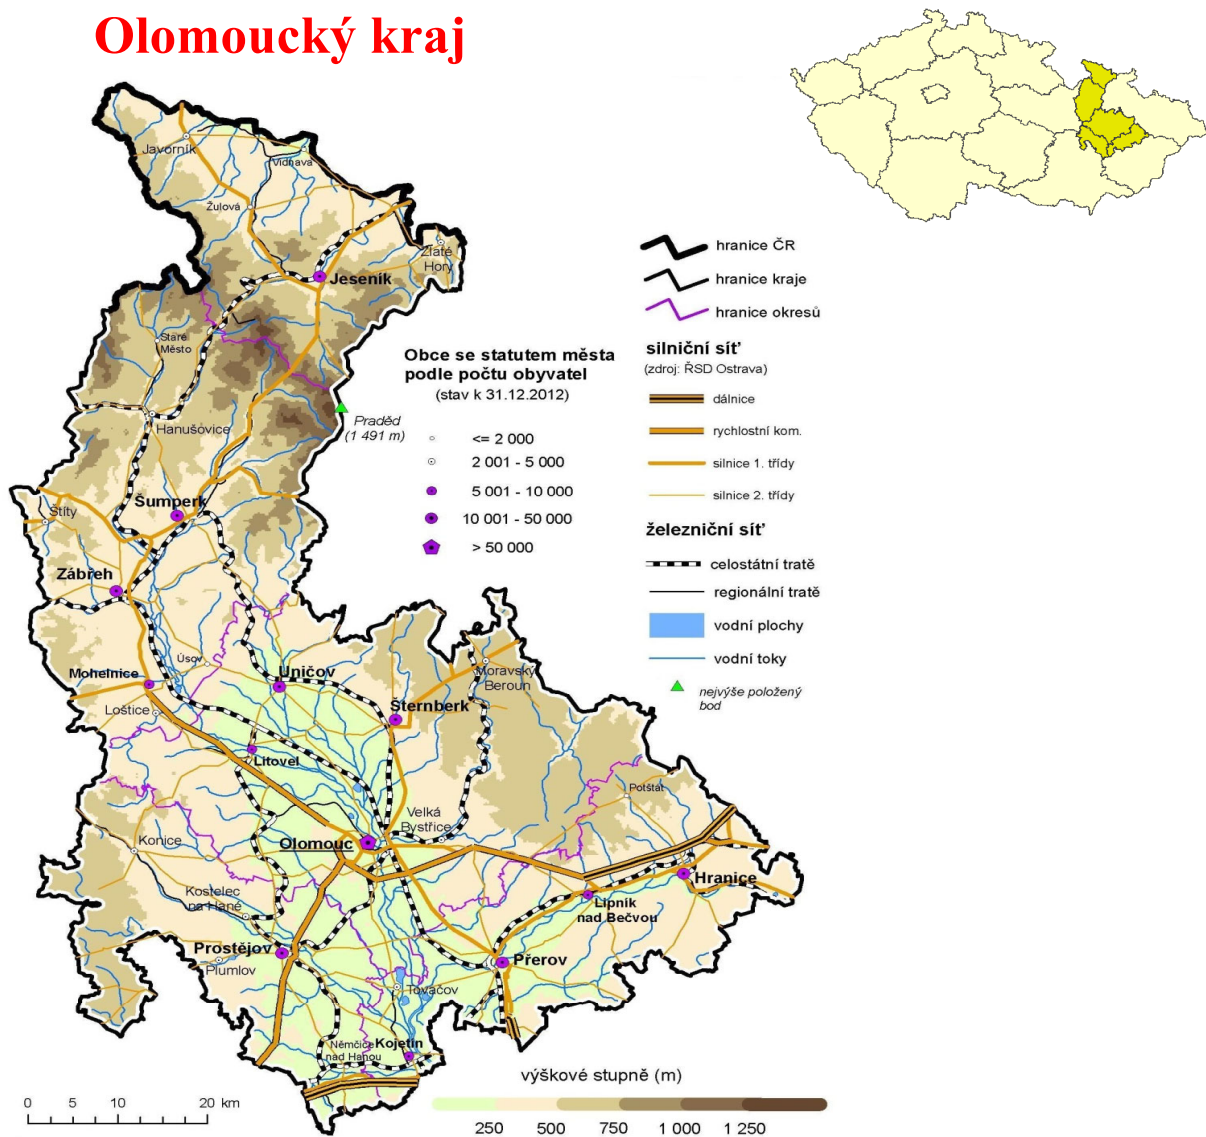 Olomoucký kraj
Javorník
Vidnava
Žulová
Zlaté
Hory
Jeseník
Staré
Město
Hanušovice
Praděd
(1 491 m)
Šumperk
Štíty
Zábřeh
Úsov
Mohelnice
Uničov
Loštice
Šternberk
Moravský
Beroun
Litovel
Potštát
Velká
Bystřice
Konice
Olomouc
Hranice
Kostelec
na Hané
Lipník
nad Bečvou
Prostějov
Plumlov
Přerov
Tovačov
Němčice
nad Hanou
Kojetín
Obce se statutem města
podle počtu obyvatel
(stav k 31.12.2012)
<= 2 000
2 001 - 5 000
5 001 - 10 000
10 001 - 50 000
> 50 000
hranice ČR
hranice kraje
hranice okresů
silniční síť
(zdroj: ŘSD Ostrava)
dálnice
rychlostní kom.
silnice 1. třídy
silnice 2. třídy
železniční síť
celostátní tratě
regionální tratě
vodní plochy
vodní toky
nejvýše položený
bod
výškové stupně (m)
250 500 750 1 000 1 250
0 5 10 20 km